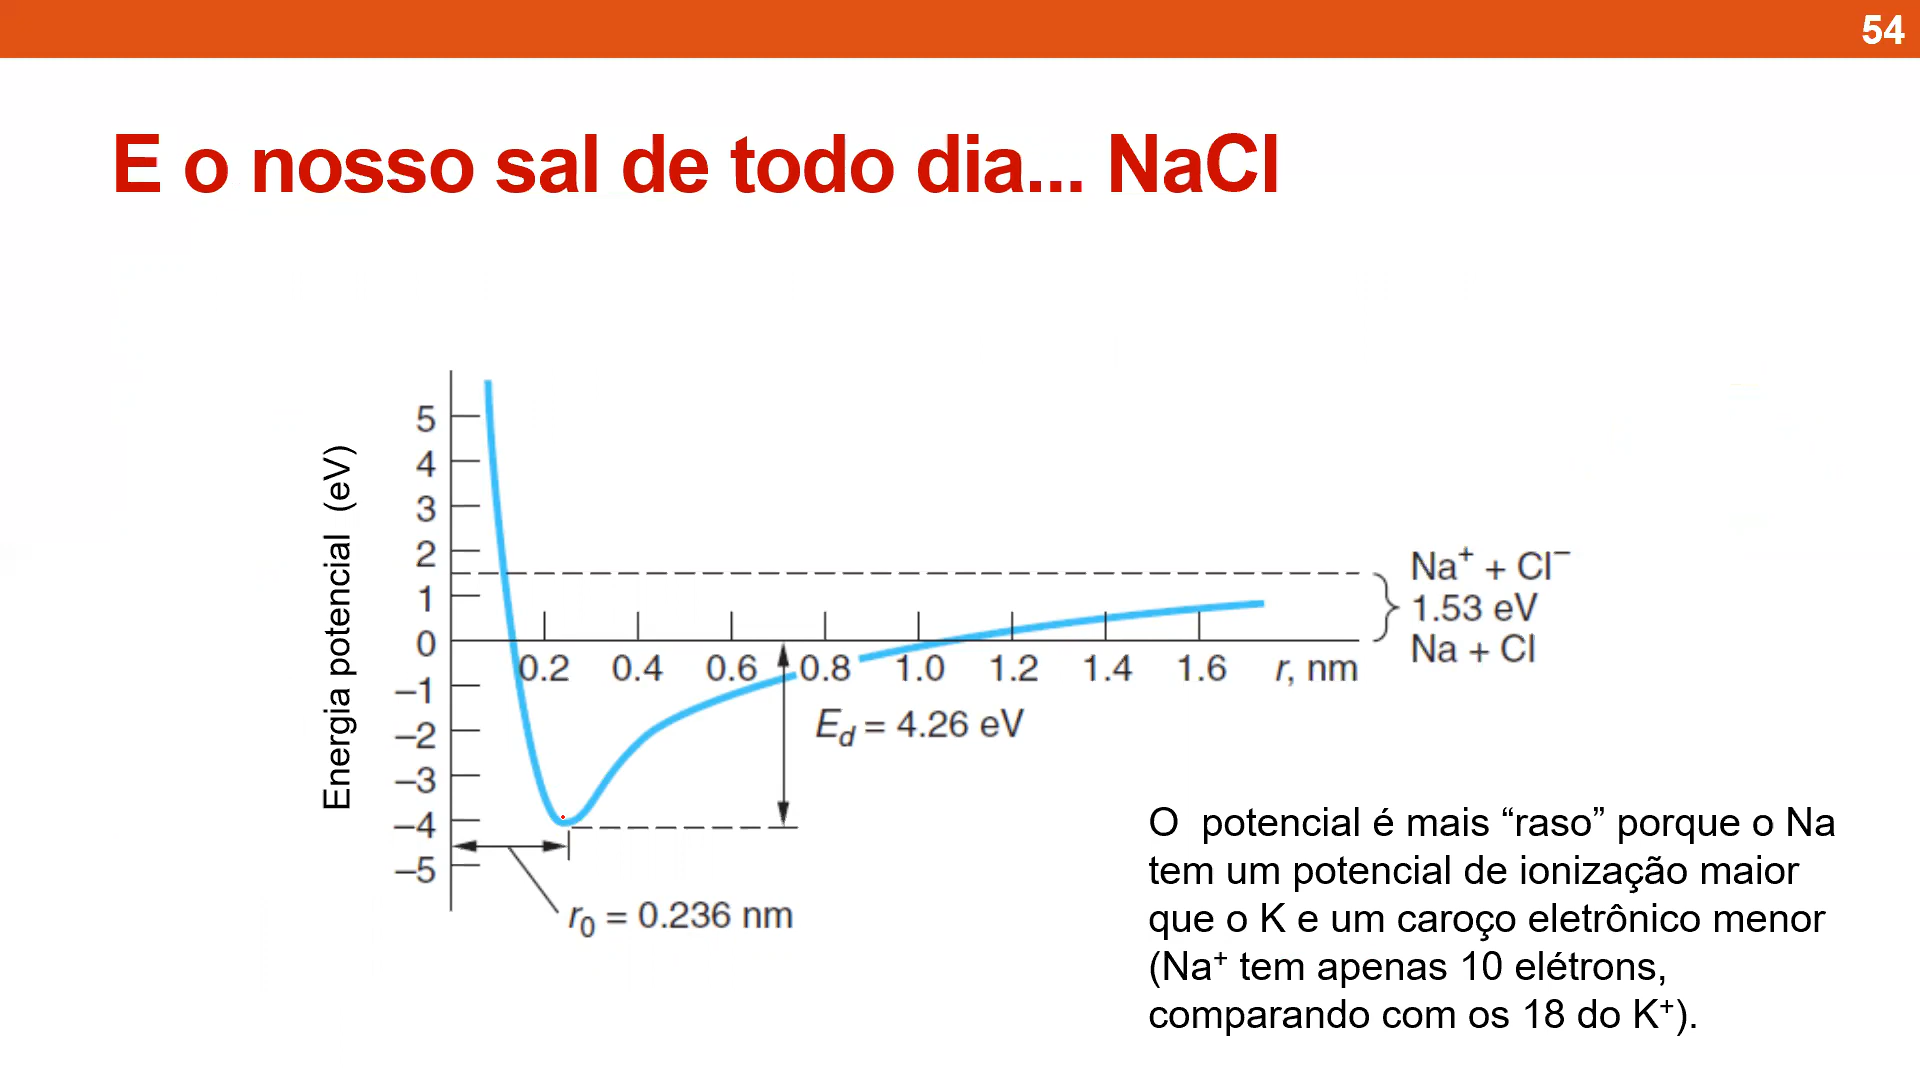 54
E o nosso sal de todo dia... NaCl
Energia potencial (eV)
5
4
3
2
1
0
–1
–2
–3
–4
–5
0.2 0.4 0.6 0.8 1.0 1.2 1.4 1.6 r, nm
Na⁺ + Cl⁻
1.53 eV
Na + Cl
E_d = 4.26 eV
r₀ = 0.236 nm
O potencial é mais “raso” porque o Na
tem um potencial de ionização maior
que o K e um caroço eletrônico menor
(Na⁺ tem apenas 10 elétrons,
comparando com os 18 do K⁺).